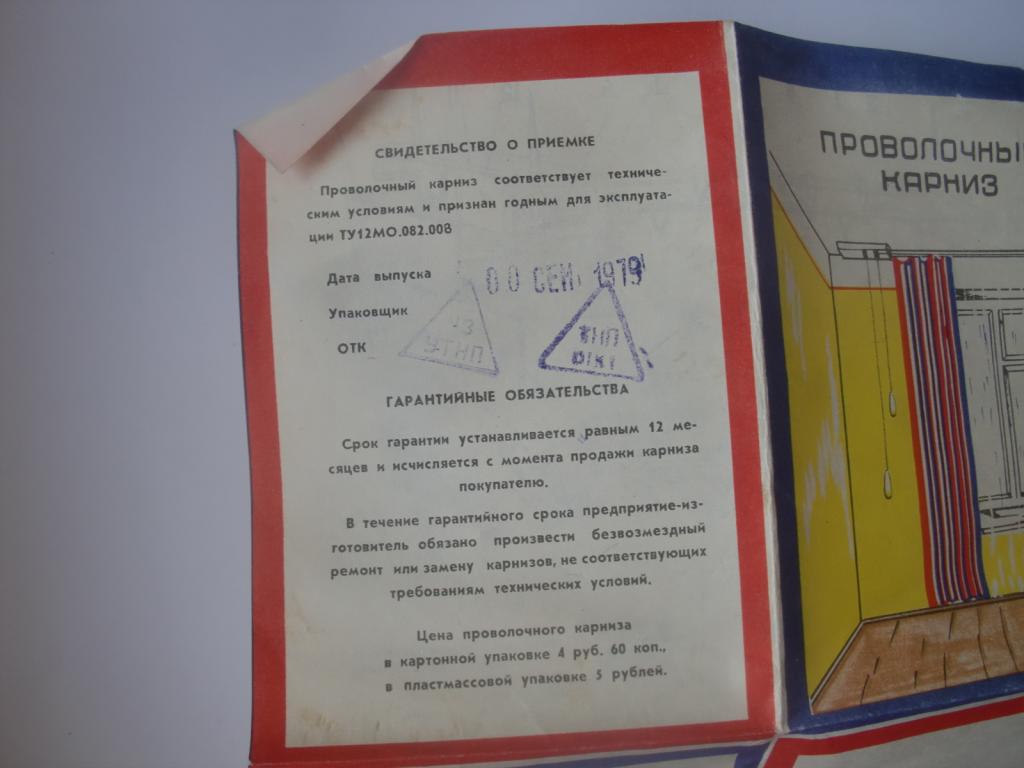 СВИДЕТЕЛЬСТВО О ПРИЕМКЕ
Проволочный карниз соответствует техниче-
ским условиям и признан годным для эксплуата-
ции ТУ12МО.082.008
Дата выпуска
СЕН 1979
Упаковщик
ОТК
УТНП
ГАРАНТИЙНЫЕ ОБЯЗАТЕЛЬСТВА
Срок гарантии устанавливается равным 12 ме-
сяцев и исчисляется с момента продажи карниза
покупателю.
В течение гарантийного срока предприятие-из-
готовитель обязано произвести безвозмездный
ремонт или замену карнизов, не соответствующих
требованиям технических условий.
Цена проволочного карниза
в картонной упаковке 4 руб. 60 коп.,
в пластмассовой упаковке 5 рублей.
ПРОВОЛОЧНЫ
КАРНИЗ